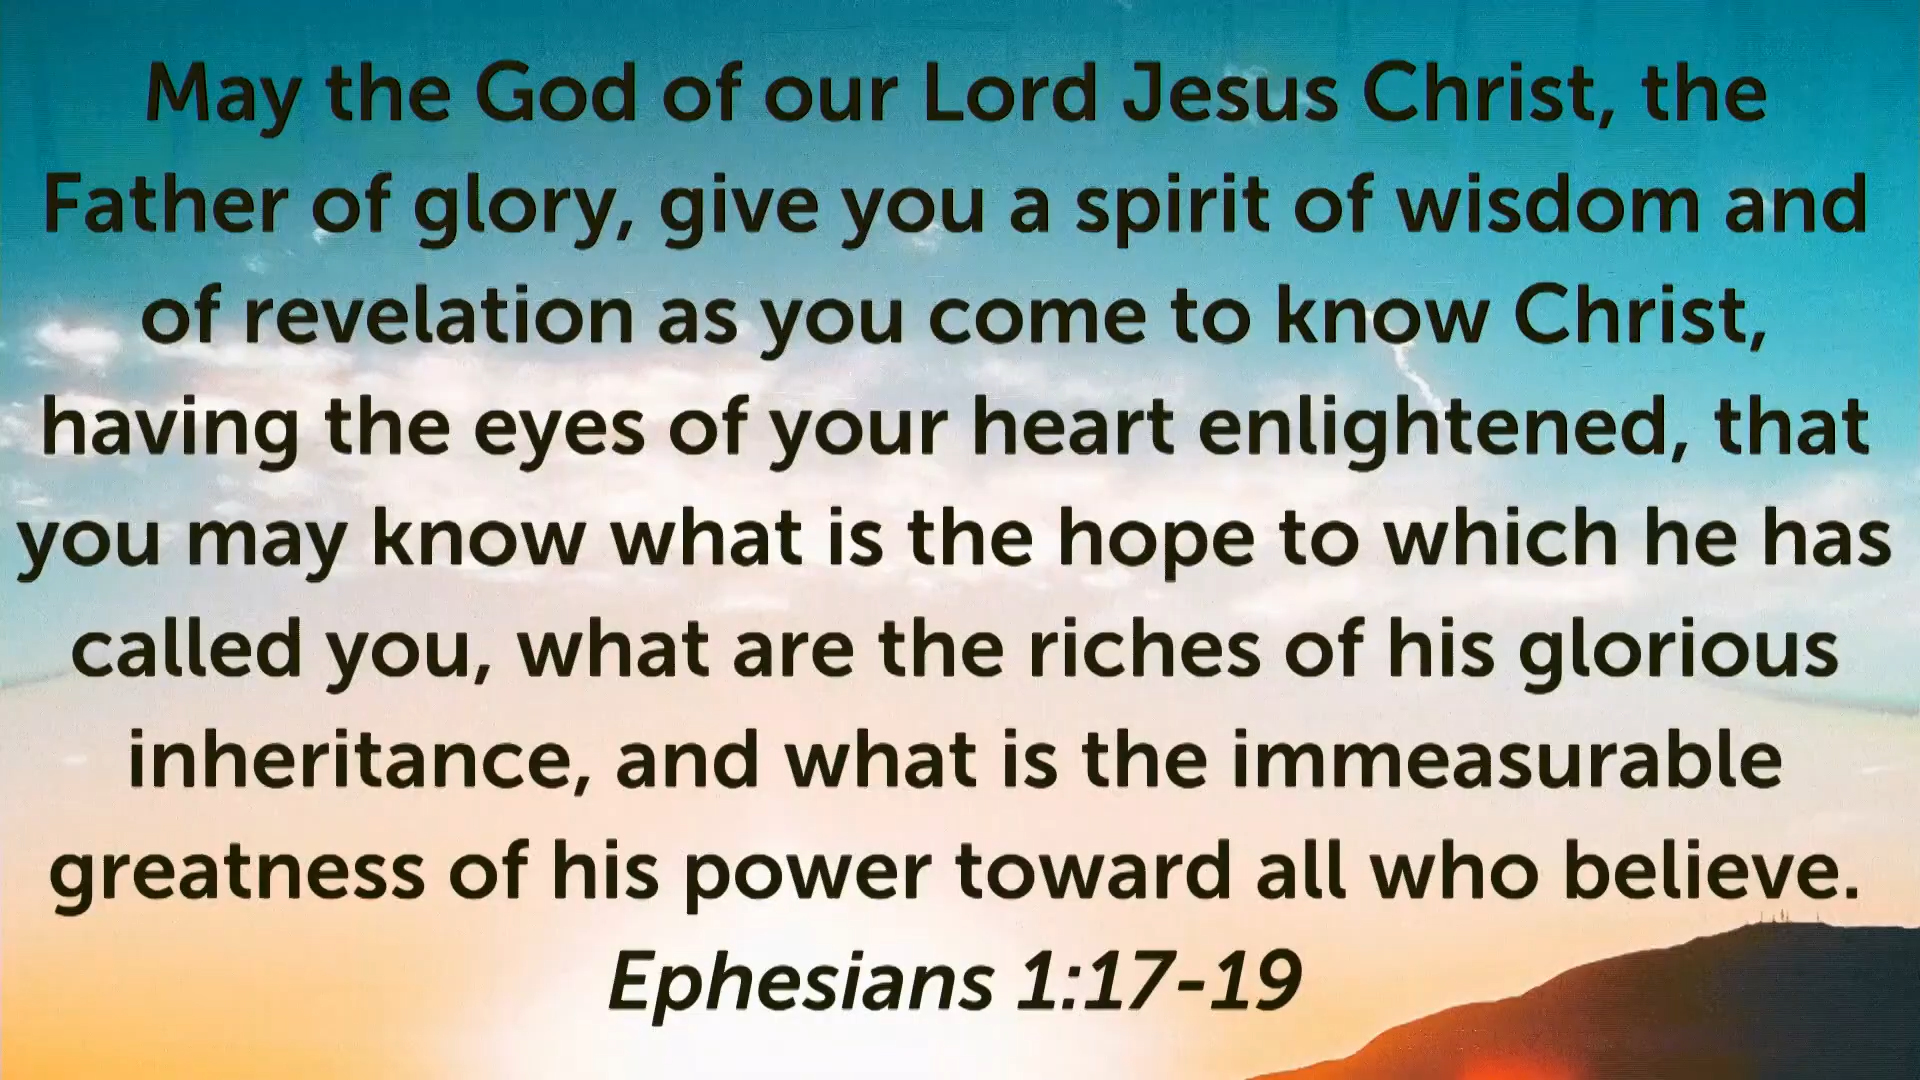 May the God of our Lord Jesus Christ, the
Father of glory, give you a spirit of wisdom and
of revelation as you come to know Christ,
having the eyes of your heart enlightened, that
you may know what is the hope to which he has
called you, what are the riches of his glorious
inheritance, and what is the immeasurable
greatness of his power toward all who believe.
Ephesians 1:17-19